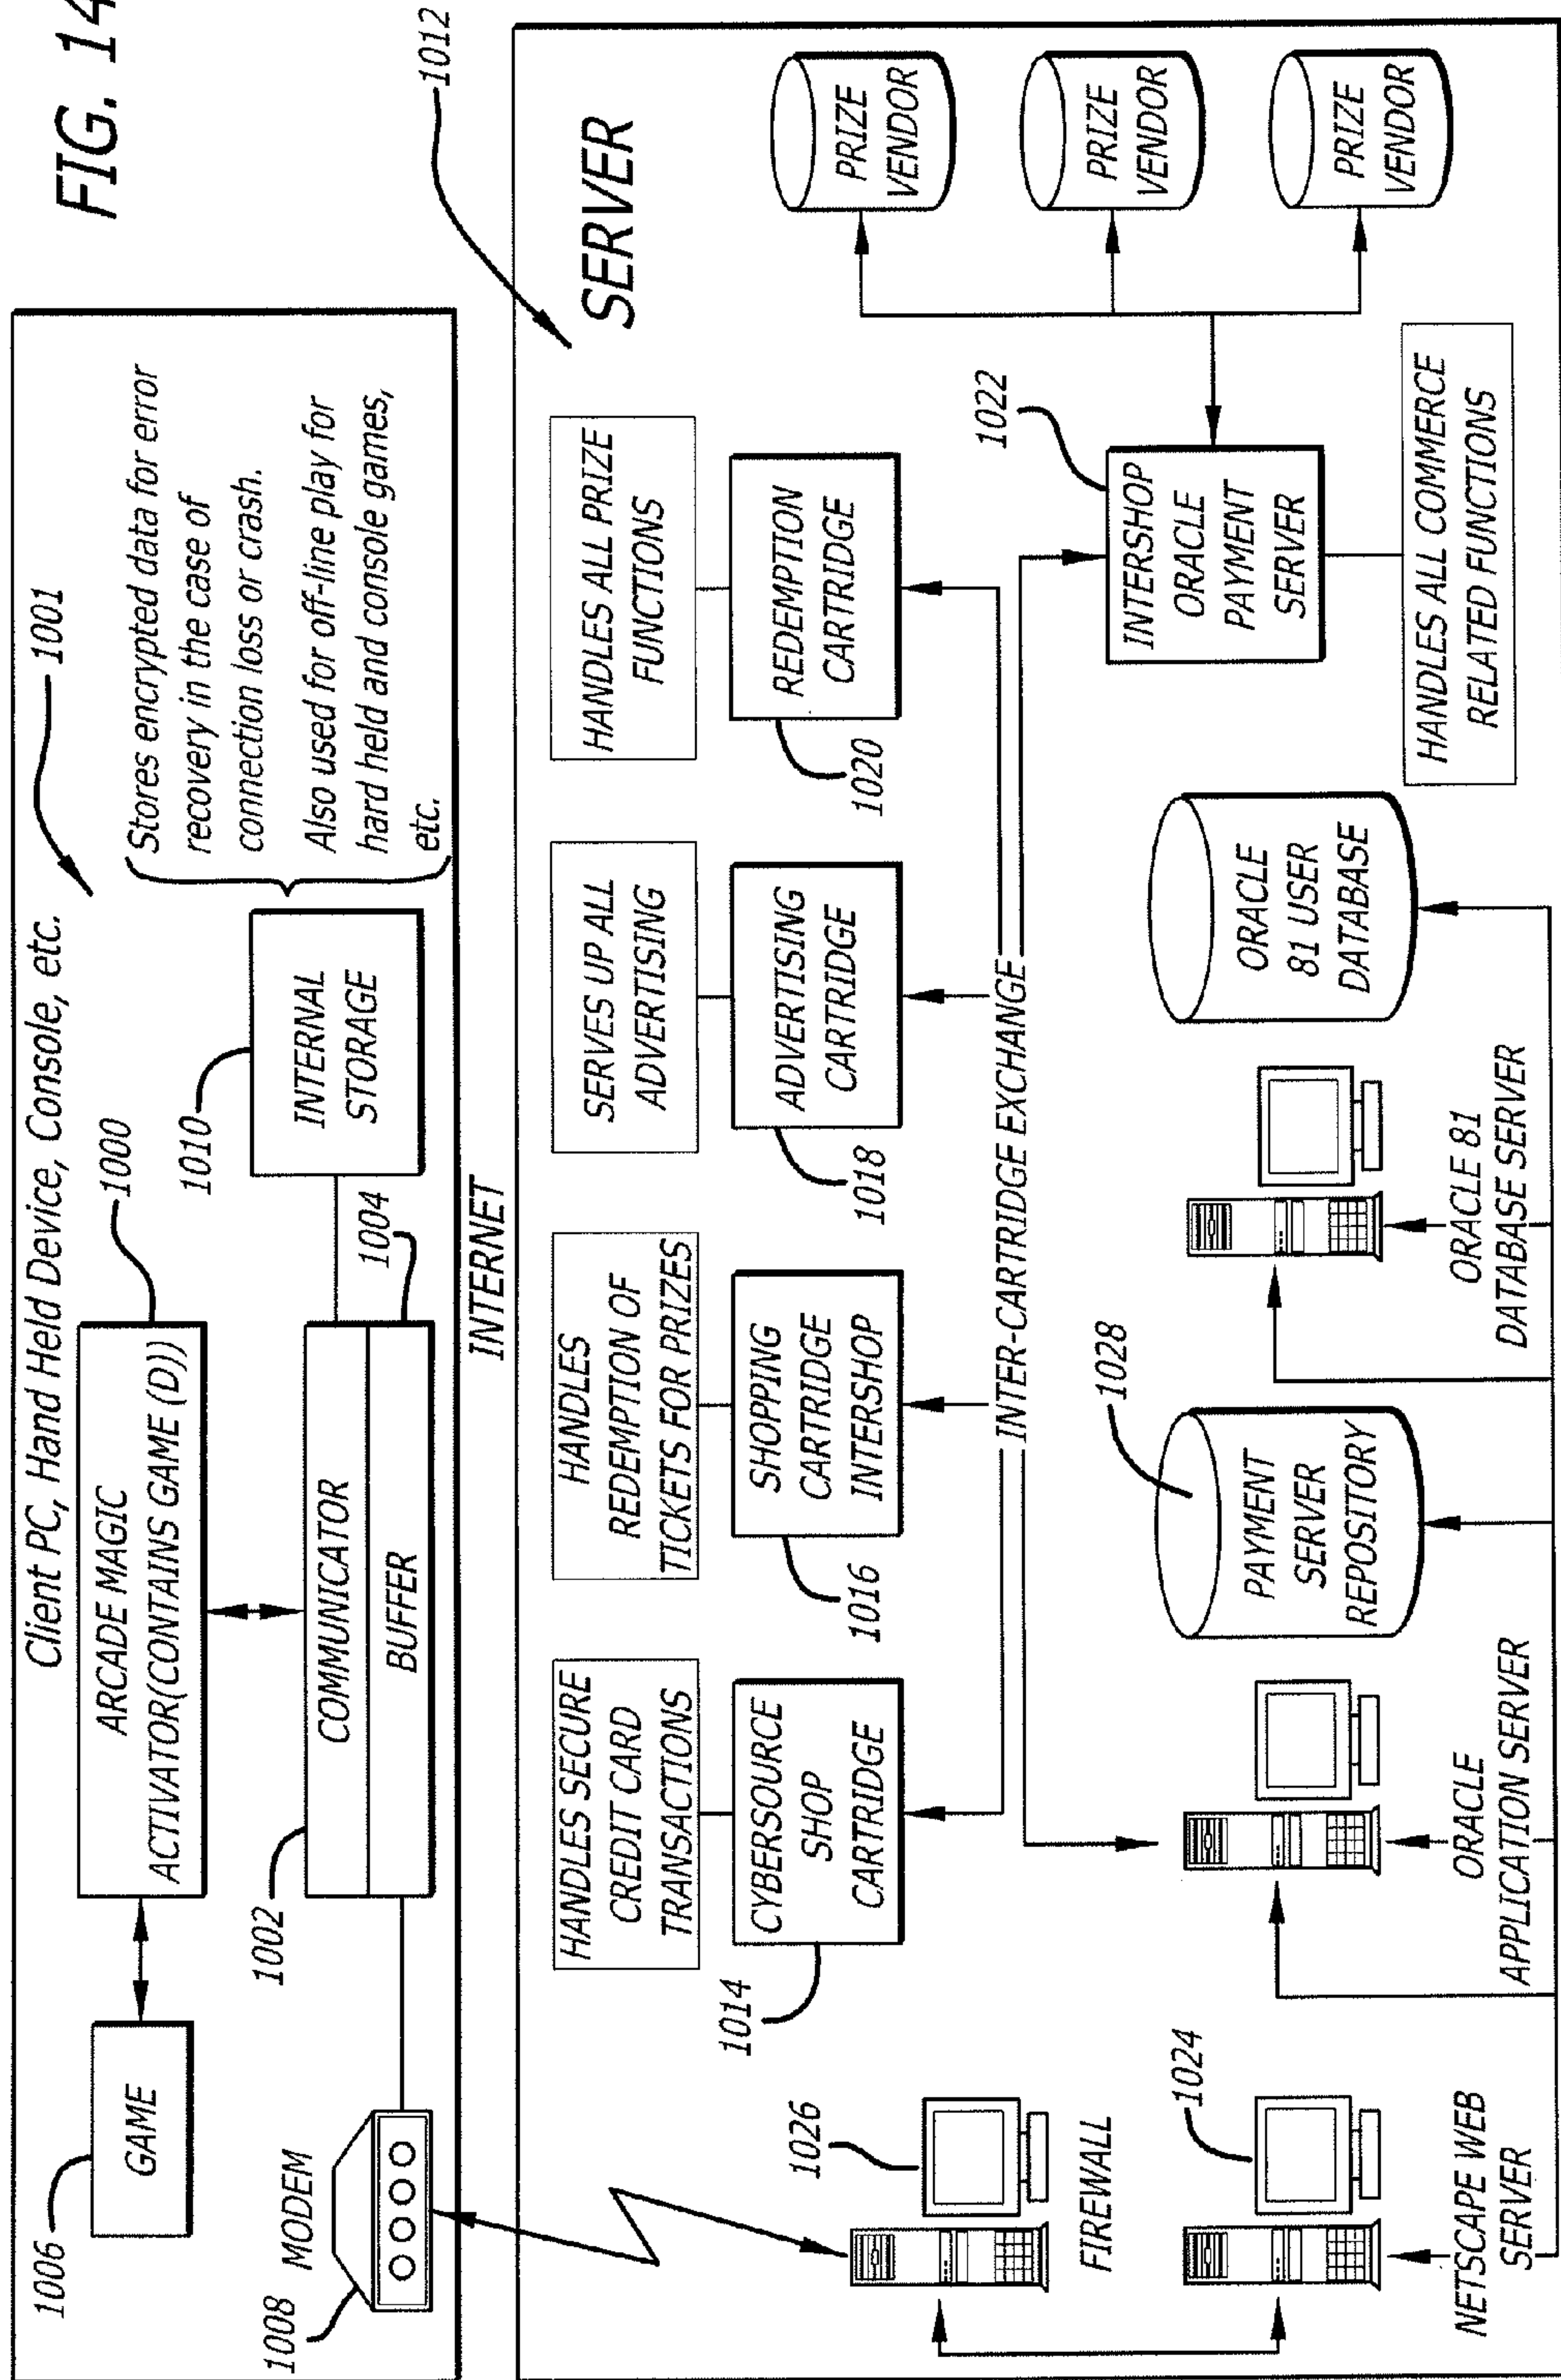 FIG. 14
Client PC, Hand Held Device, Console, etc.
1001
1006
GAME
ARCADE MAGIC
ACTIVATOR(CONTAINS GAME (D))
1000
1008
MODEM
1002
COMMUNICATOR
BUFFER
1004
1010
INTERNAL
STORAGE
Stores encrypted data for error
recovery in the case of
connection loss or crash.
Also used for off-line play for
hard held and console games,
etc.
INTERNET
1012
SERVER
HANDLES SECURE
CREDIT CARD
TRANSACTIONS
HANDLES
REDEMPTION OF
TICKETS FOR PRIZES
SERVES UP ALL
ADVERTISING
HANDLES ALL PRIZE
FUNCTIONS
1014
CYBERSOURCE
SHOP
CARTRIDGE
1016
SHOPPING
CARTRIDGE
INTERSHOP
1018
ADVERTISING
CARTRIDGE
1020
REDEMPTION
CARTRIDGE
PRIZE
VENDOR
PRIZE
VENDOR
PRIZE
VENDOR
INTER-CARTRIDGE EXCHANGE
1026
FIREWALL
1022
INTERSHOP
ORACLE
PAYMENT
SERVER
HANDLES ALL COMMERCE
RELATED FUNCTIONS
1024
NETSCAPE WEB
SERVER
ORACLE
APPLICATION SERVER
1028
PAYMENT
SERVER
REPOSITORY
ORACLE 81
DATABASE SERVER
ORACLE
81 USER
DATABASE